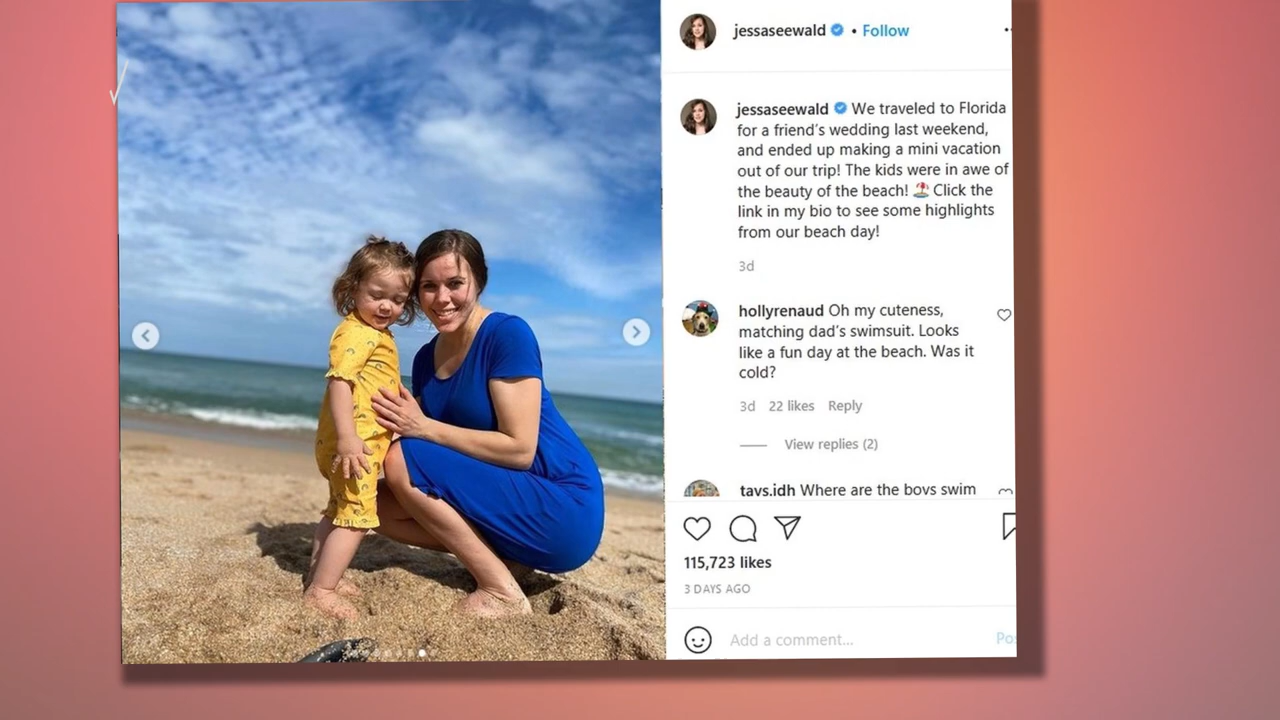 jessaseewald • Follow
jessaseewald We traveled to Florida
for a friend's wedding last weekend,
and ended up making a mini vacation
out of our trip! The kids were in awe of
the beauty of the beach! 🏖️ Click the
link in my bio to see some highlights
from our beach day!
3d
hollyrenaud Oh my cuteness,
matching dad's swimsuit. Looks
like a fun day at the beach. Was it
cold?
3d 22 likes Reply
View replies (2)
tavs.idh Where are the boys swim
115,723 likes
3 DAYS AGO
Add a comment...